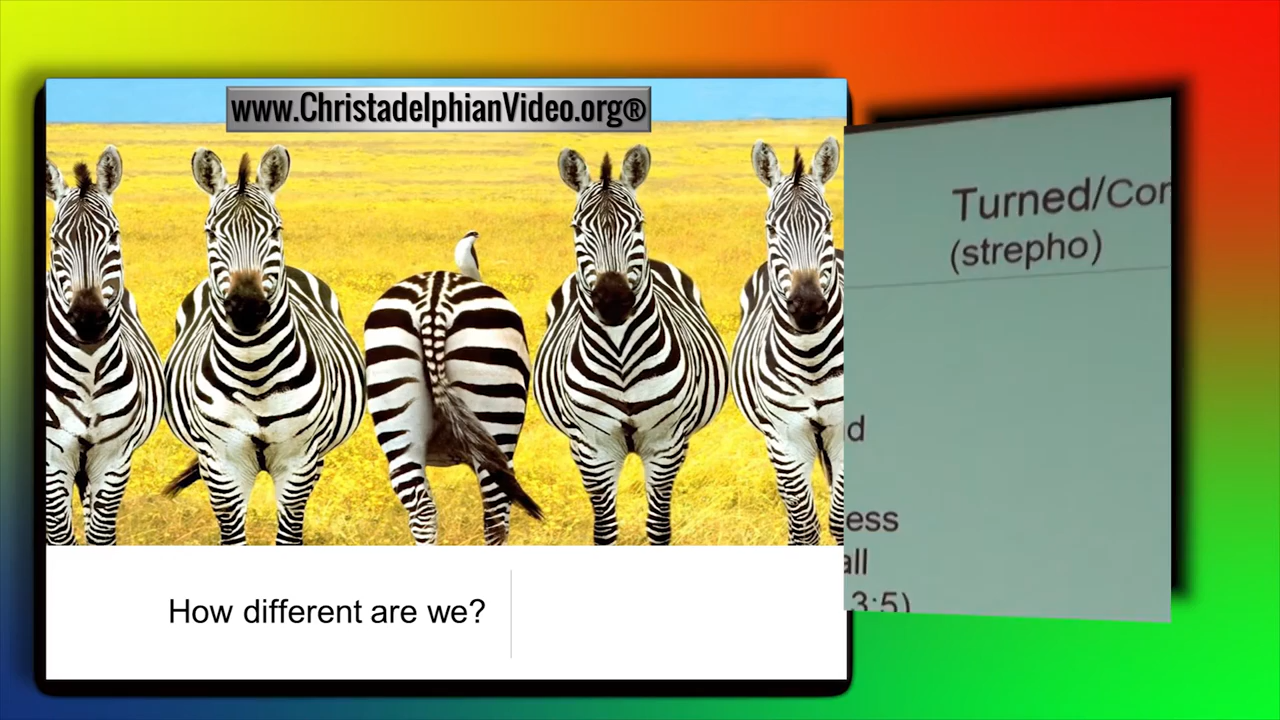 www.ChristadelphianVideo.org®
How different are we?
Turned/Cor
(strepho)
d
ess
all
3:5)